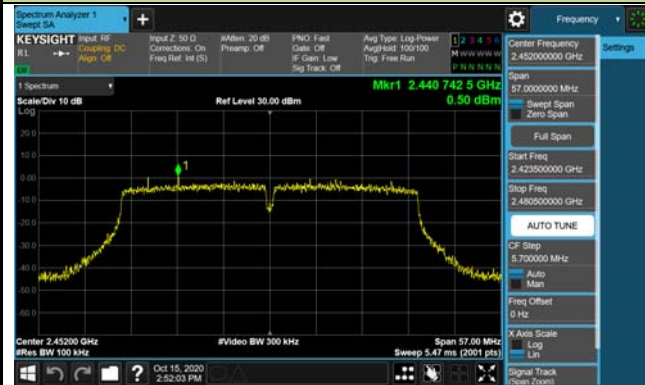 Spectrum Analyzer 1
Swept SA
+
Frequency
KEYSIGHT
Input: RF
Input Z: 50 Ω
#Atten: 20 dB
PNO: Fast
Avg Type: Log-Power
1 2 3 4 5 6
RL
Coupling: DC
Corrections: On
Preamp: Off
Gate: Off
Avg|Hold: 100/100
M W W W W W
Align: Off
Freq Ref: Int (S)
IF Gain: Low
Trig: Free Run
P N N N N N
Sig Track: Off
LXI
1 Spectrum
Mkr1 2.440 742 5 GHz
Scale/Div 10 dB
Ref Level 30.00 dBm
0.50 dBm
Log
20.0
10.0
0.00
1
-10.0
-20.0
-30.0
-40.0
-50.0
-60.0
Center 2.45200 GHz
#Video BW 300 kHz
Span 57.00 MHz
#Res BW 100 kHz
Sweep 5.47 ms (2001 pts)
Oct 15, 2020
2:52:03 PM
?
Center Frequency
2.452000000 GHz
Settings
Span
57.0000000 MHz
Swept Span
Zero Span
Full Span
Start Freq
2.423500000 GHz
Stop Freq
2.480500000 GHz
AUTO TUNE
CF Step
5.700000 MHz
Auto
Man
Freq Offset
0 Hz
X Axis Scale
Log
Lin
Signal Track
(Span Zoom)